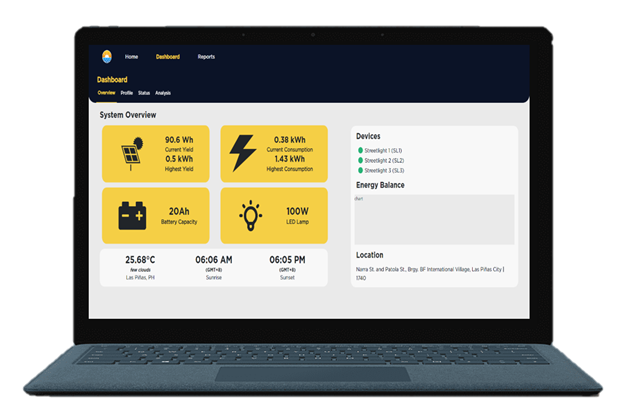 Home Dashboard Reports
Dashboard
Overview Profile Status Analysis
System Overview
90.6 Wh
Current Yield
0.5 kWh
Highest Yield
0.38 kWh
Current Consumption
1.43 kWh
Highest Consumption
20Ah
Battery Capacity
100W
LED Lamp
25.68°C
few clouds
Las Piñas, PH
06:06 AM
(GMT+8)
Sunrise
06:05 PM
(GMT+8)
Sunset
Devices
Streetlight 1 (SL1)
Streetlight 2 (SL2)
Streetlight 3 (SL3)
Energy Balance
Location
Norra St. and Patola St., Brgy. BF International Village, Las Piñas City |
1740